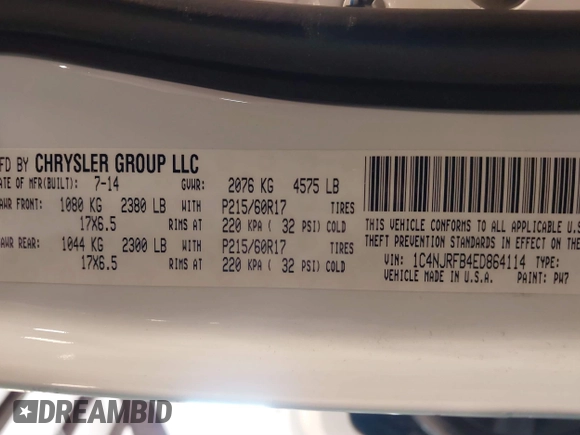 FD BY CHRYSLER GROUP LLC
ATE OF MFR(BUILT): 7-14 GVWR: 2076 KG 4575 LB
AWR FRONT: 1080 KG 2380 LB WITH P215/60R17 TIRES
17X6.5 RIMS AT 220 KPA ( 32 PSI) COLD
AWR REAR: 1044 KG 2300 LB WITH P215/60R17 TIRES
17X6.5 RIMS AT 220 KPA ( 32 PSI) COLD
THIS VEHICLE CONFORMS TO ALL APPLICABLE U.S
THEFT PREVENTION STANDARDS IN EFFECT ON THE
VIN: 1C4NJRFB4ED864114 TYPE:
VEHICLE MADE IN U.S.A. PAINT: PW7
DREAMBID